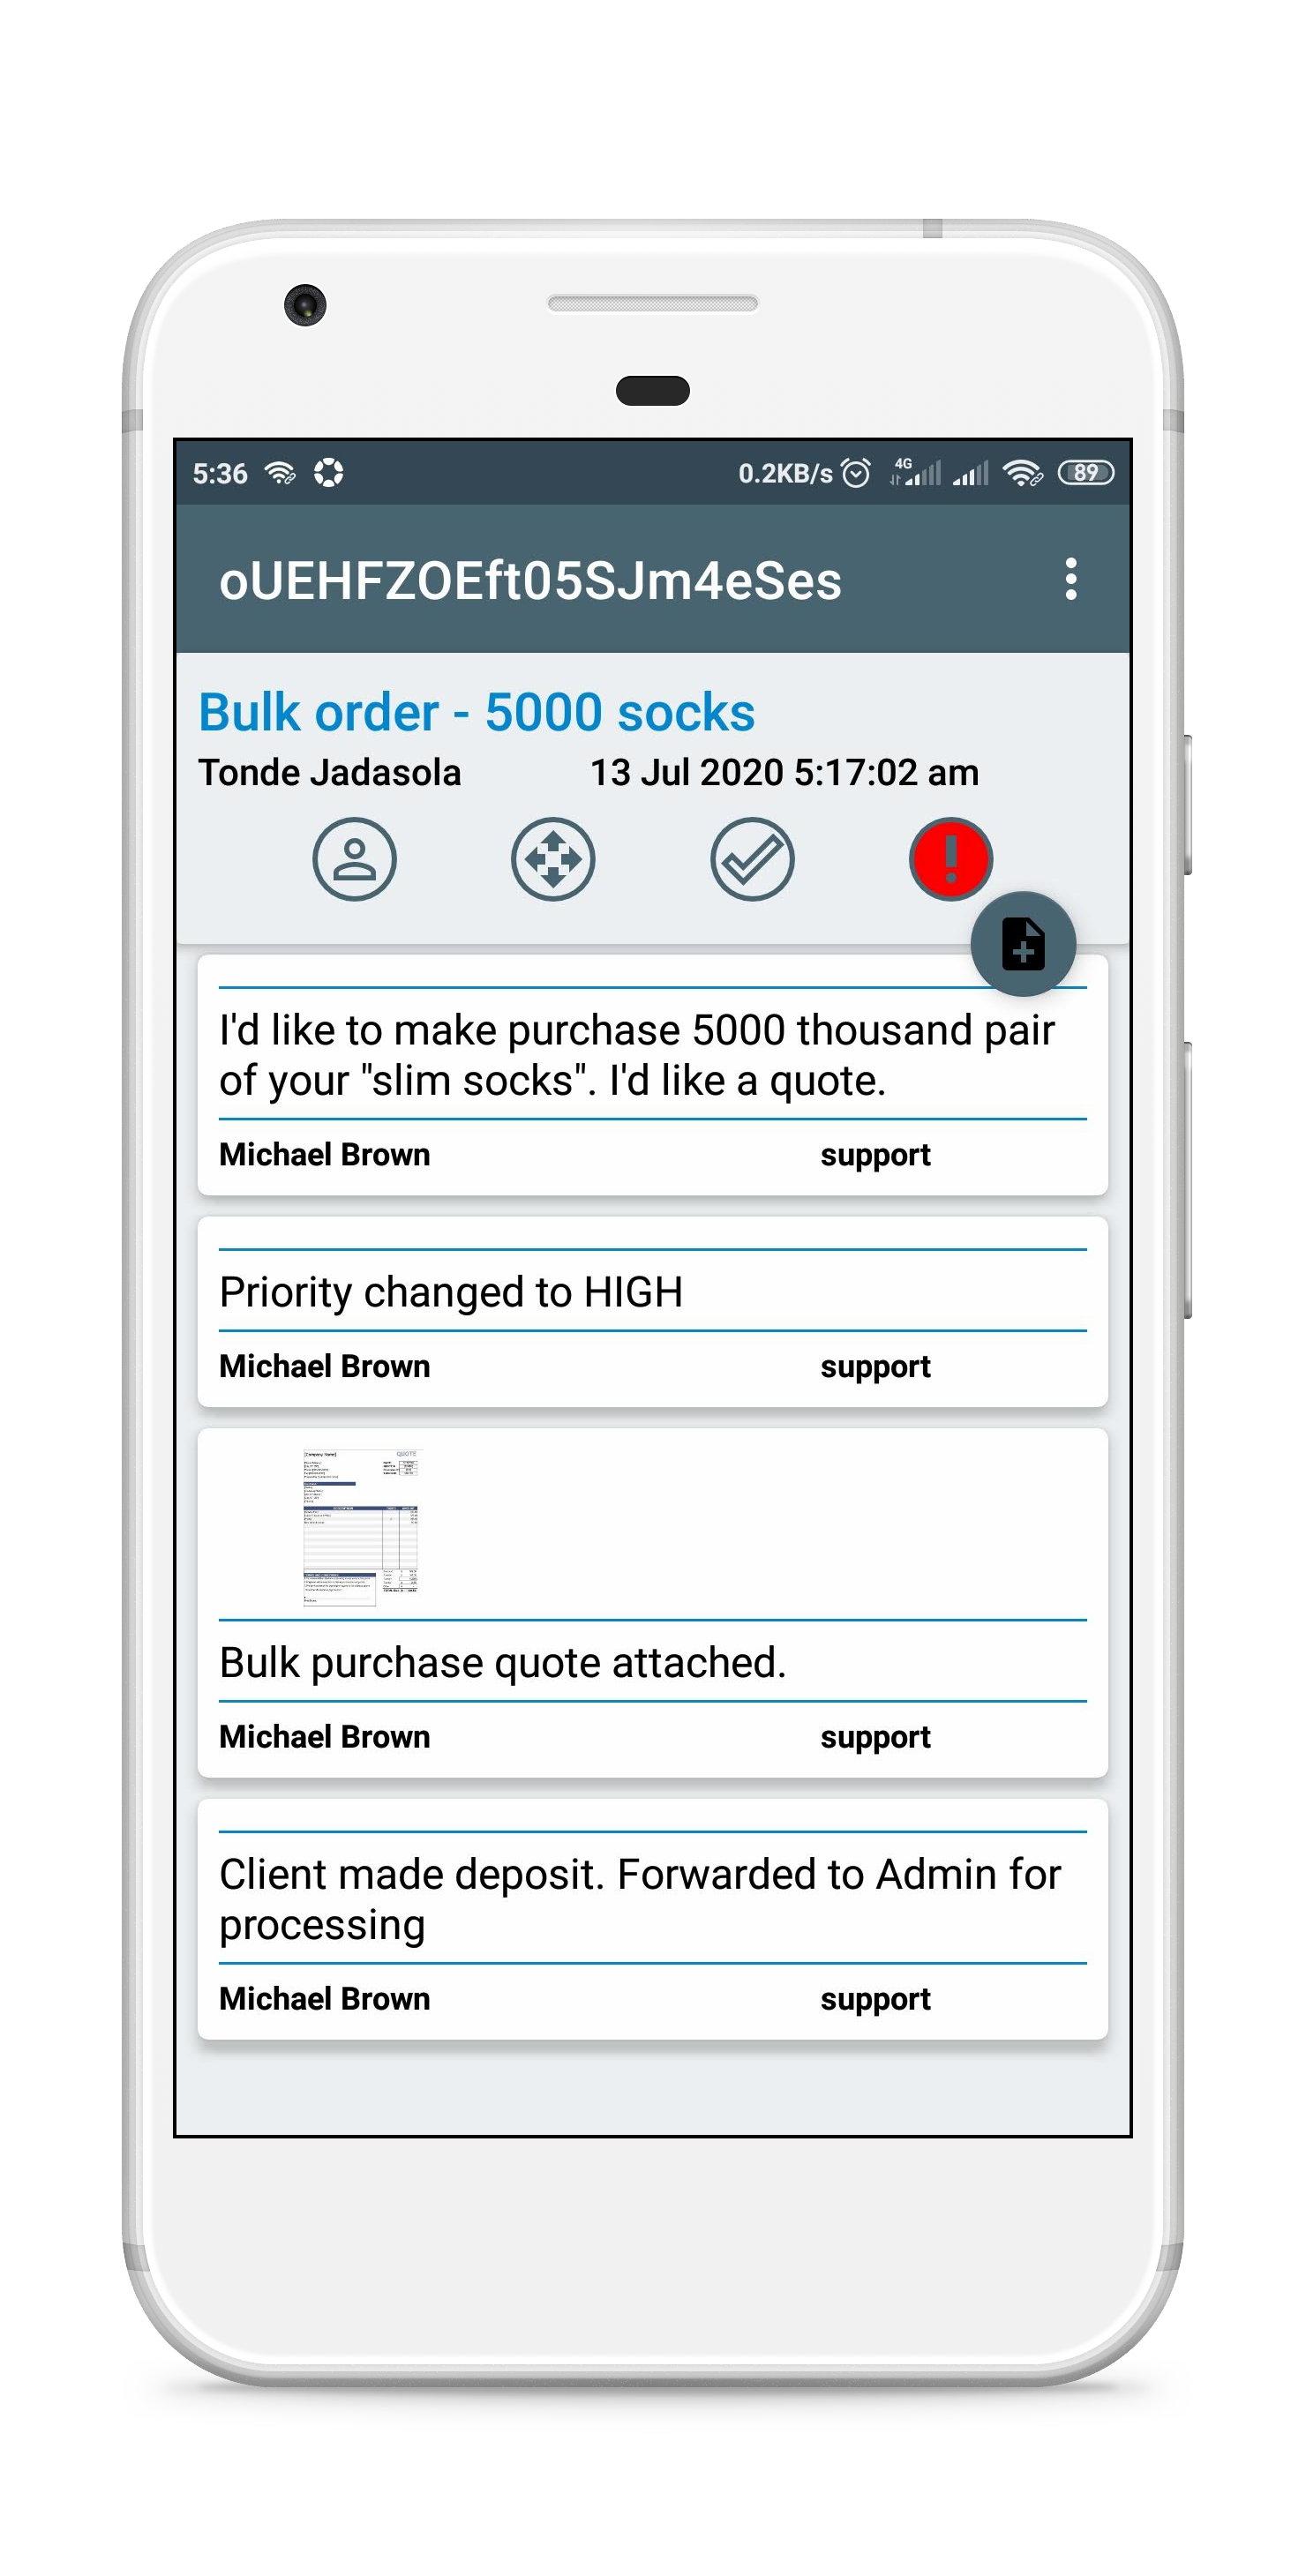 5:36 0.2KB/s 4G 89
oUEHFZOEft05SJm4eSes
Bulk order - 5000 socks
Tonde Jadasola 13 Jul 2020 5:17:02 am
I'd like to make purchase 5000 thousand pair
of your "slim socks". I'd like a quote.
Michael Brown support
Priority changed to HIGH
Michael Brown support
[Company Name] QUOTE
Bulk purchase quote attached.
Michael Brown support
Client made deposit. Forwarded to Admin for
processing
Michael Brown support